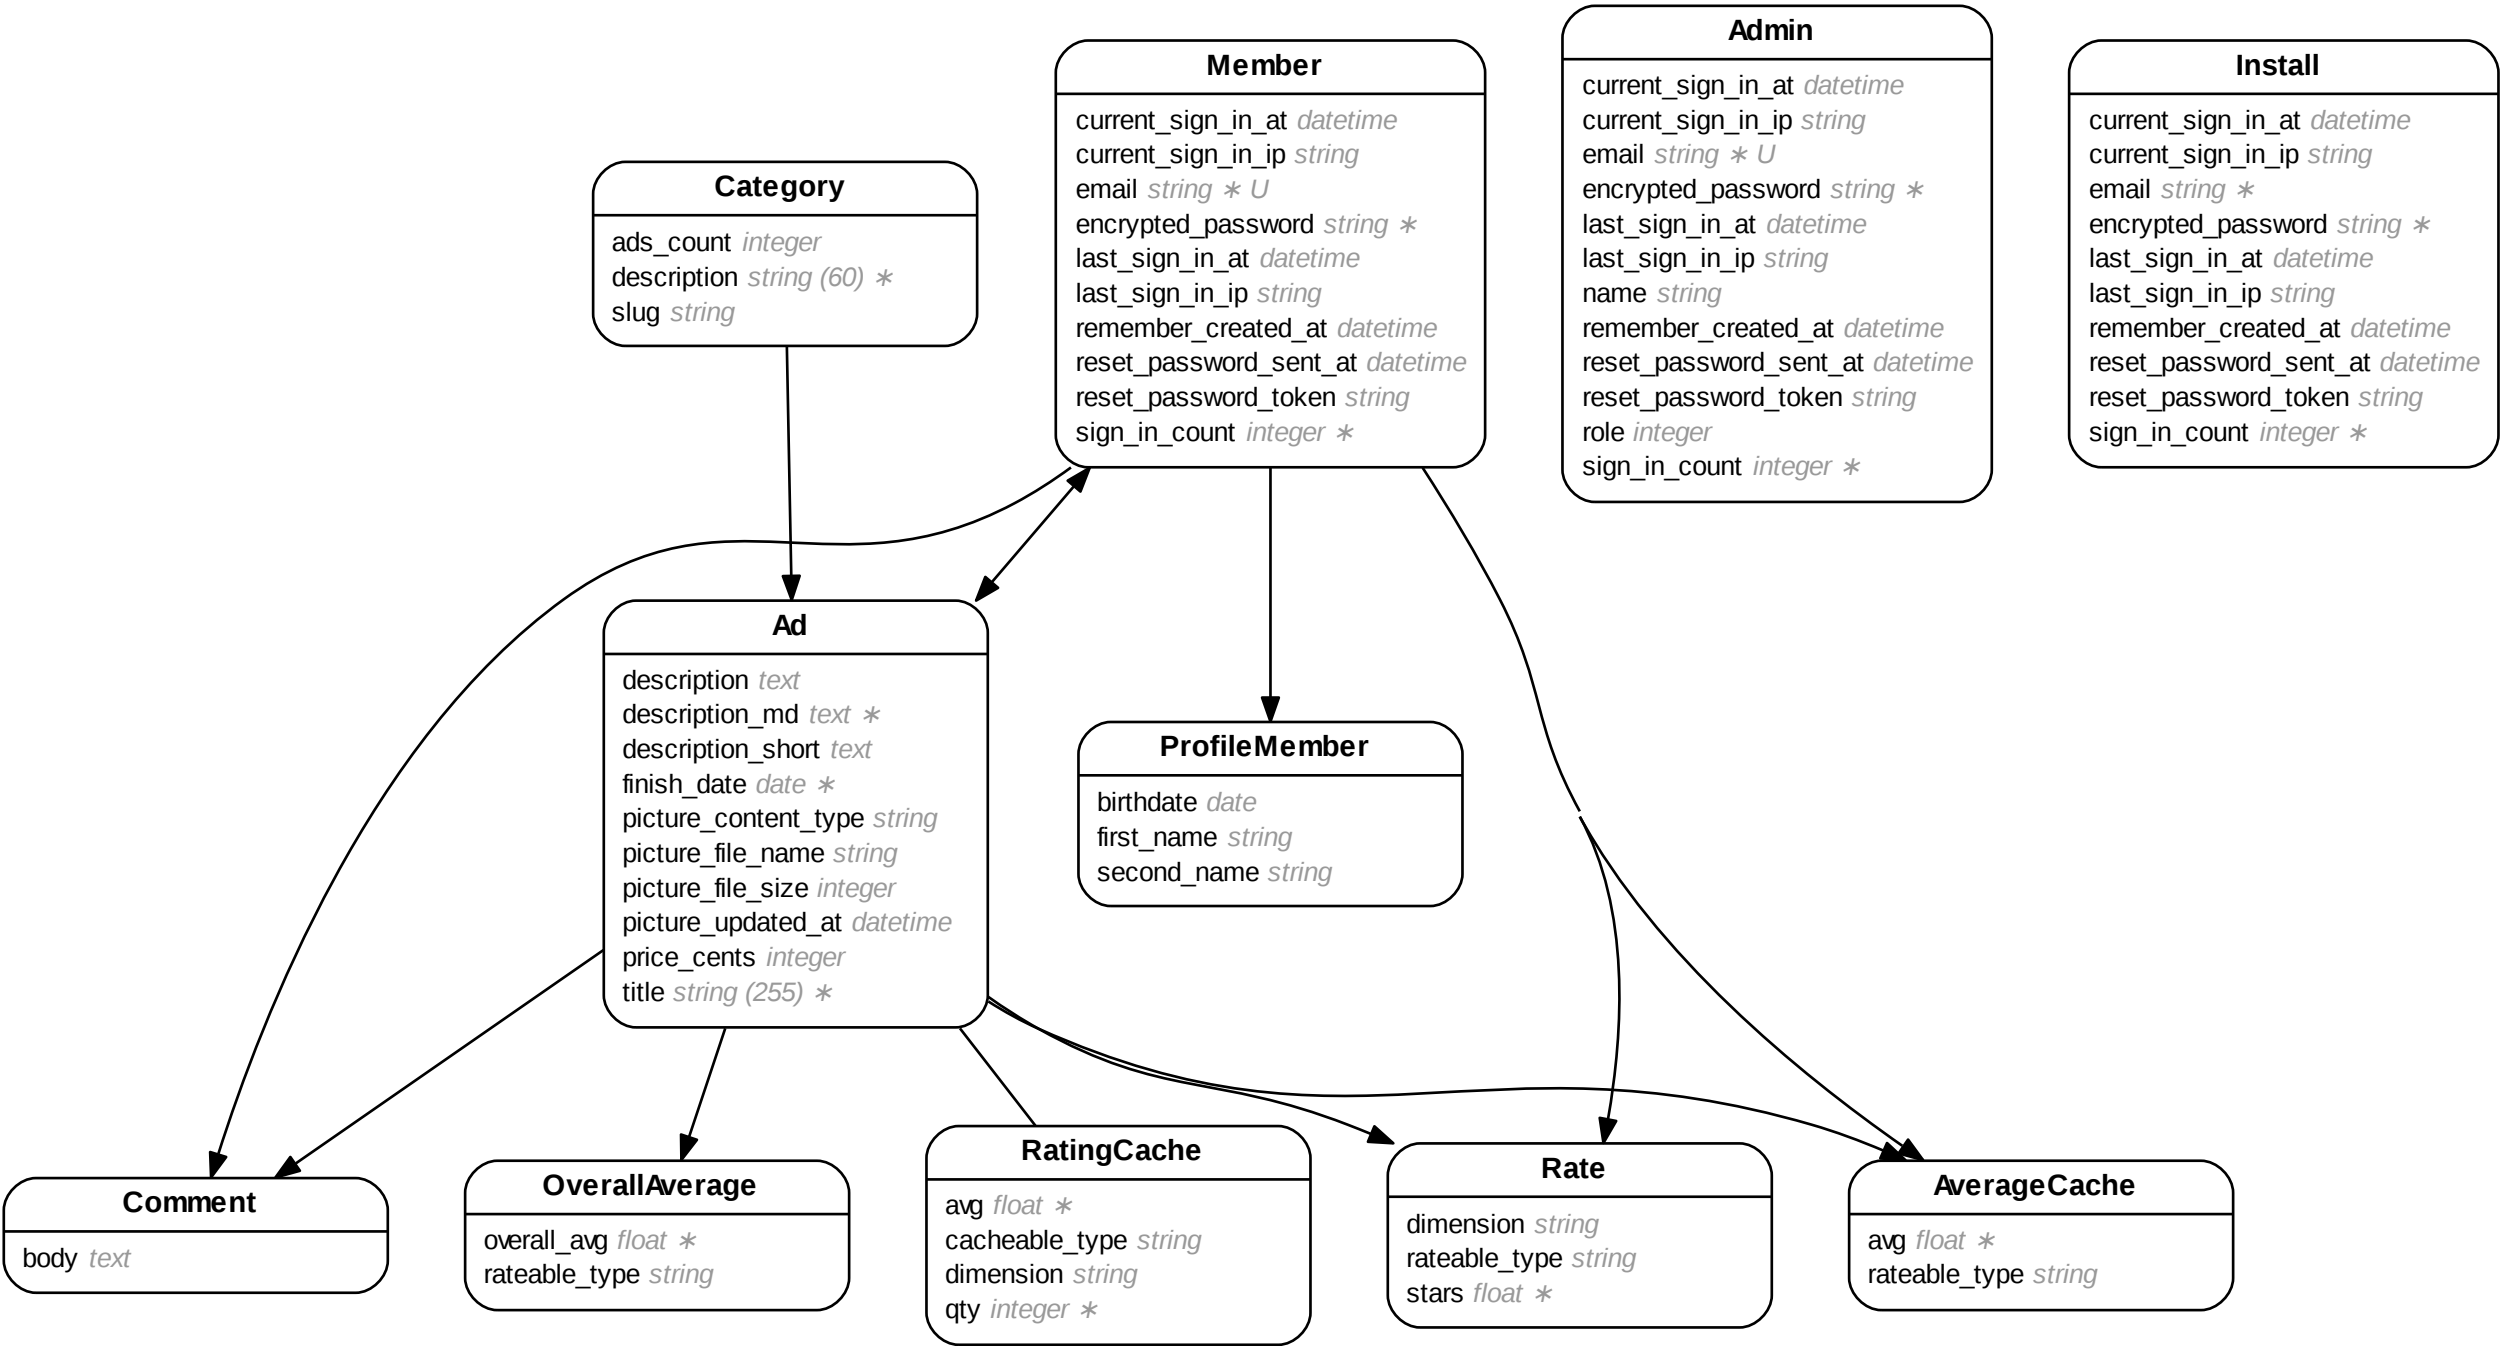 Member
current_sign_in_at datetime
current_sign_in_ip string
email string ∗ U
encrypted_password string ∗
last_sign_in_at datetime
last_sign_in_ip string
remember_created_at datetime
reset_password_sent_at datetime
reset_password_token string
sign_in_count integer ∗
Admin
current_sign_in_at datetime
current_sign_in_ip string
email string ∗ U
encrypted_password string ∗
last_sign_in_at datetime
last_sign_in_ip string
name string
remember_created_at datetime
reset_password_sent_at datetime
reset_password_token string
role integer
sign_in_count integer ∗
Install
current_sign_in_at datetime
current_sign_in_ip string
email string ∗
encrypted_password string ∗
last_sign_in_at datetime
last_sign_in_ip string
remember_created_at datetime
reset_password_sent_at datetime
reset_password_token string
sign_in_count integer ∗
Category
ads_count integer
description string (60) ∗
slug string
Ad
description text
description_md text ∗
description_short text
finish_date date ∗
picture_content_type string
picture_file_name string
picture_file_size integer
picture_updated_at datetime
price_cents integer
title string (255) ∗
ProfileMember
birthdate date
first_name string
second_name string
Comment
body text
OverallAverage
overall_avg float ∗
rateable_type string
RatingCache
avg float ∗
cacheable_type string
dimension string
qty integer ∗
Rate
dimension string
rateable_type string
stars float ∗
AverageCache
avg float ∗
rateable_type string